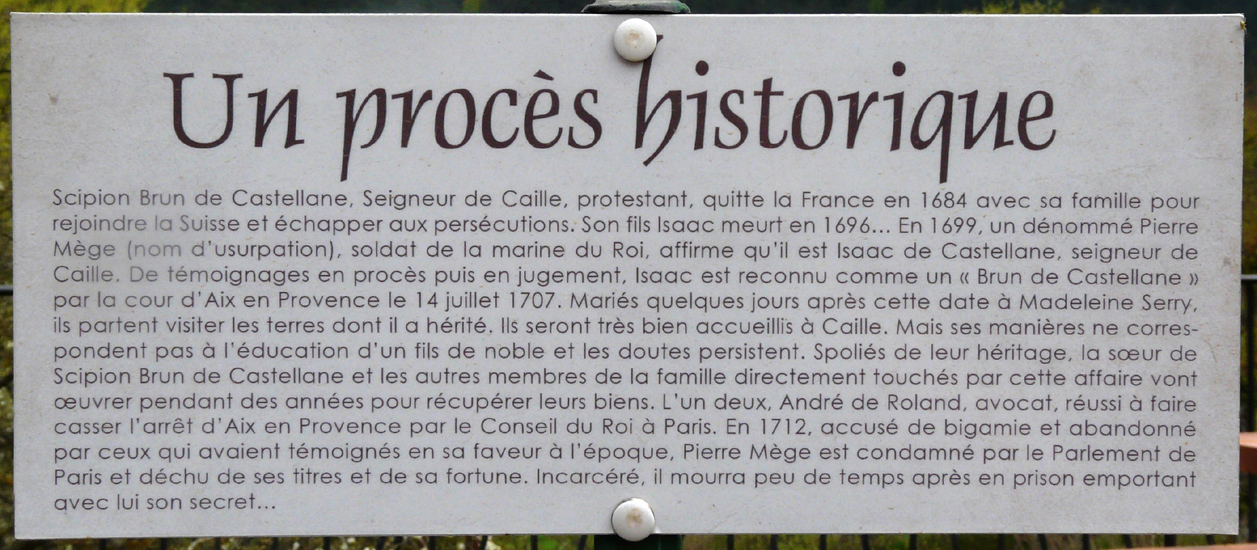 Un procès historique
Scipion Brun de Castellane, Seigneur de Caille, protestant, quitte la France en 1684 avec sa famille pour
rejoindre la Suisse et échapper aux persécutions. Son fils Isaac meurt en 1696... En 1699, un dénommé Pierre
Mège (nom d'usurpation), soldat de la marine du Roi, affirme qu'il est Isaac de Castellane, seigneur de
Caille. De témoignages en procès puis en jugement, Isaac est reconnu comme un « Brun de Castellane »
par la cour d'Aix en Provence le 14 juillet 1707. Mariés quelques jours après cette date à Madeleine Serry,
ils partent visiter les terres dont il a hérité. Ils seront très bien accueillis à Caille. Mais ses manières ne corres-
pondent pas à l'éducation d'un fils de noble et les doutes persistent. Spoliés de leur héritage, la sœur de
Scipion Brun de Castellane et les autres membres de la famille directement touchés par cette affaire vont
œuvrer pendant des années pour récupérer leurs biens. L'un deux, André de Roland, avocat, réussi à faire
casser l'arrêt d'Aix en Provence par le Conseil du Roi à Paris. En 1712, accusé de bigamie et abandonné
par ceux qui avaient témoignés en sa faveur à l'époque, Pierre Mège est condamné par le Parlement de
Paris et déchu de ses titres et de sa fortune. Incarcéré, il mourra peu de temps après en prison emportant
avec lui son secret...